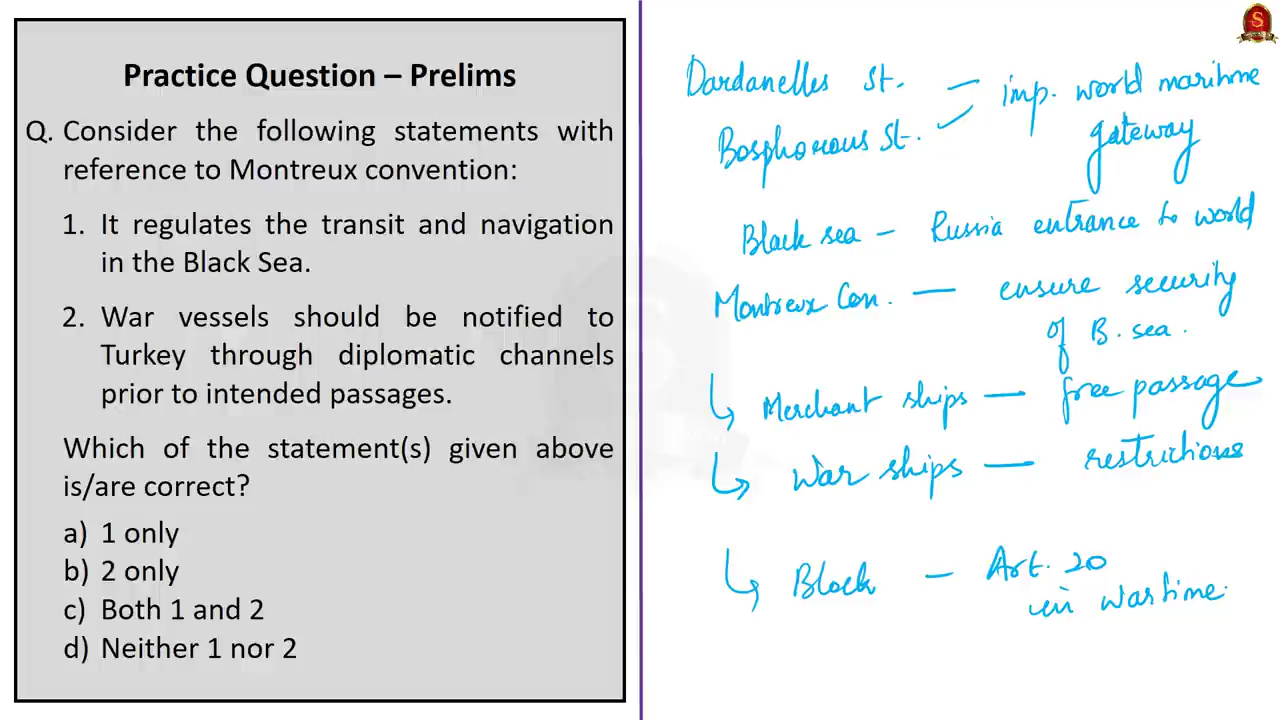 Practice Question – Prelims
Q. Consider the following statements with
reference to Montreux convention:
1. It regulates the transit and navigation
in the Black Sea.
2. War vessels should be notified to
Turkey through diplomatic channels
prior to intended passages.
Which of the statement(s) given above
is/are correct?
a) 1 only
b) 2 only
c) Both 1 and 2
d) Neither 1 nor 2
Dardanelles St. – imp. world maritime
Bosphorous St. gateway
Black sea – Russia entrance to world
Montreux Con. — ensure security
of B. sea.
↳ Merchant ships — free passage
↳ War ships — restrictions
↳ Block – Art. 20
in wartime.